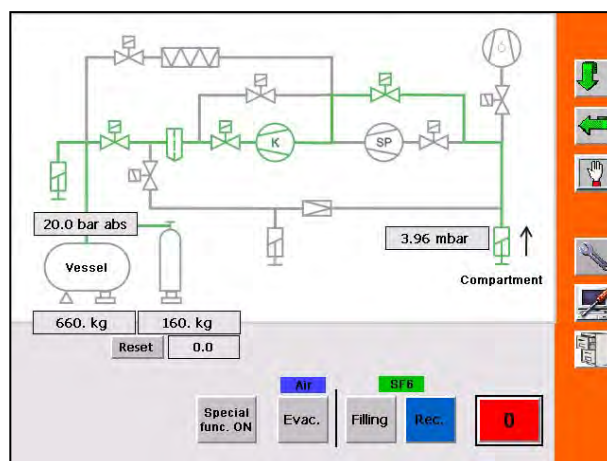 K
SP
20.0 bar abs
3.96 mbar
Vessel
Compartment
660. kg
160. kg
Reset
0.0
Air
SF6
Special
func. ON
Evac.
Filling
Rec.
0